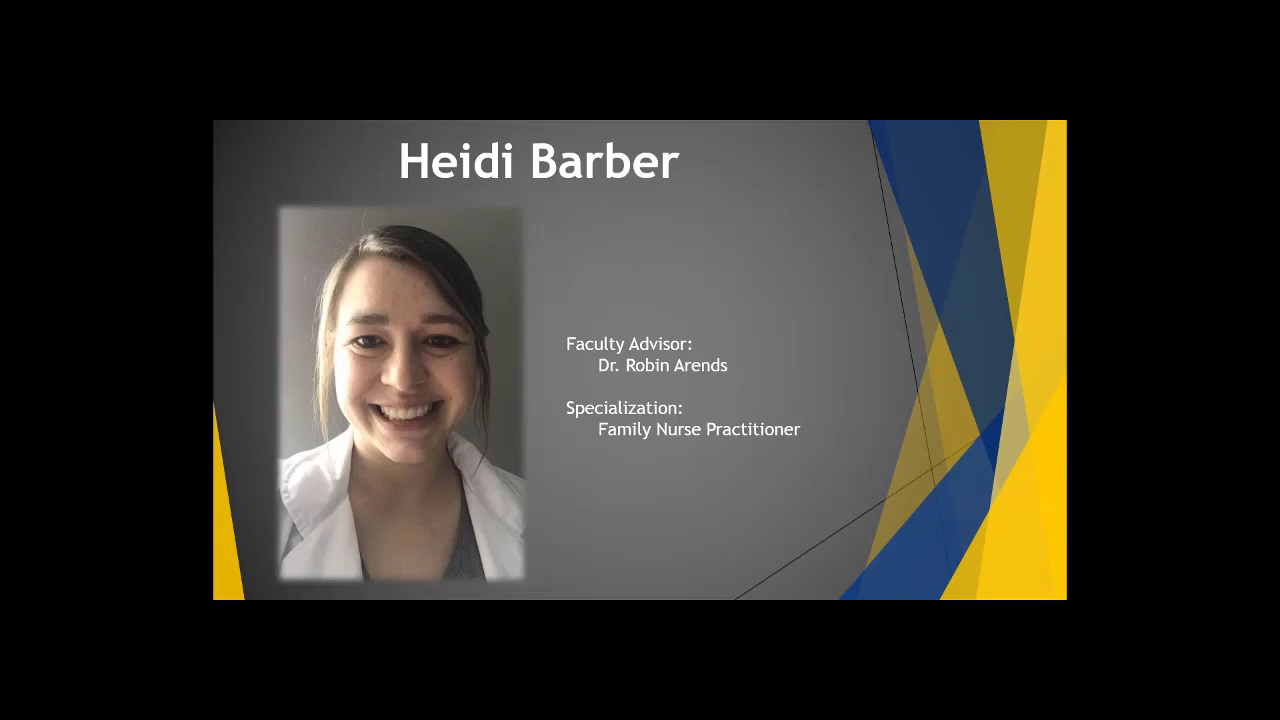 Heidi Barber
Faculty Advisor:
Dr. Robin Arends
Specialization:
Family Nurse Practitioner